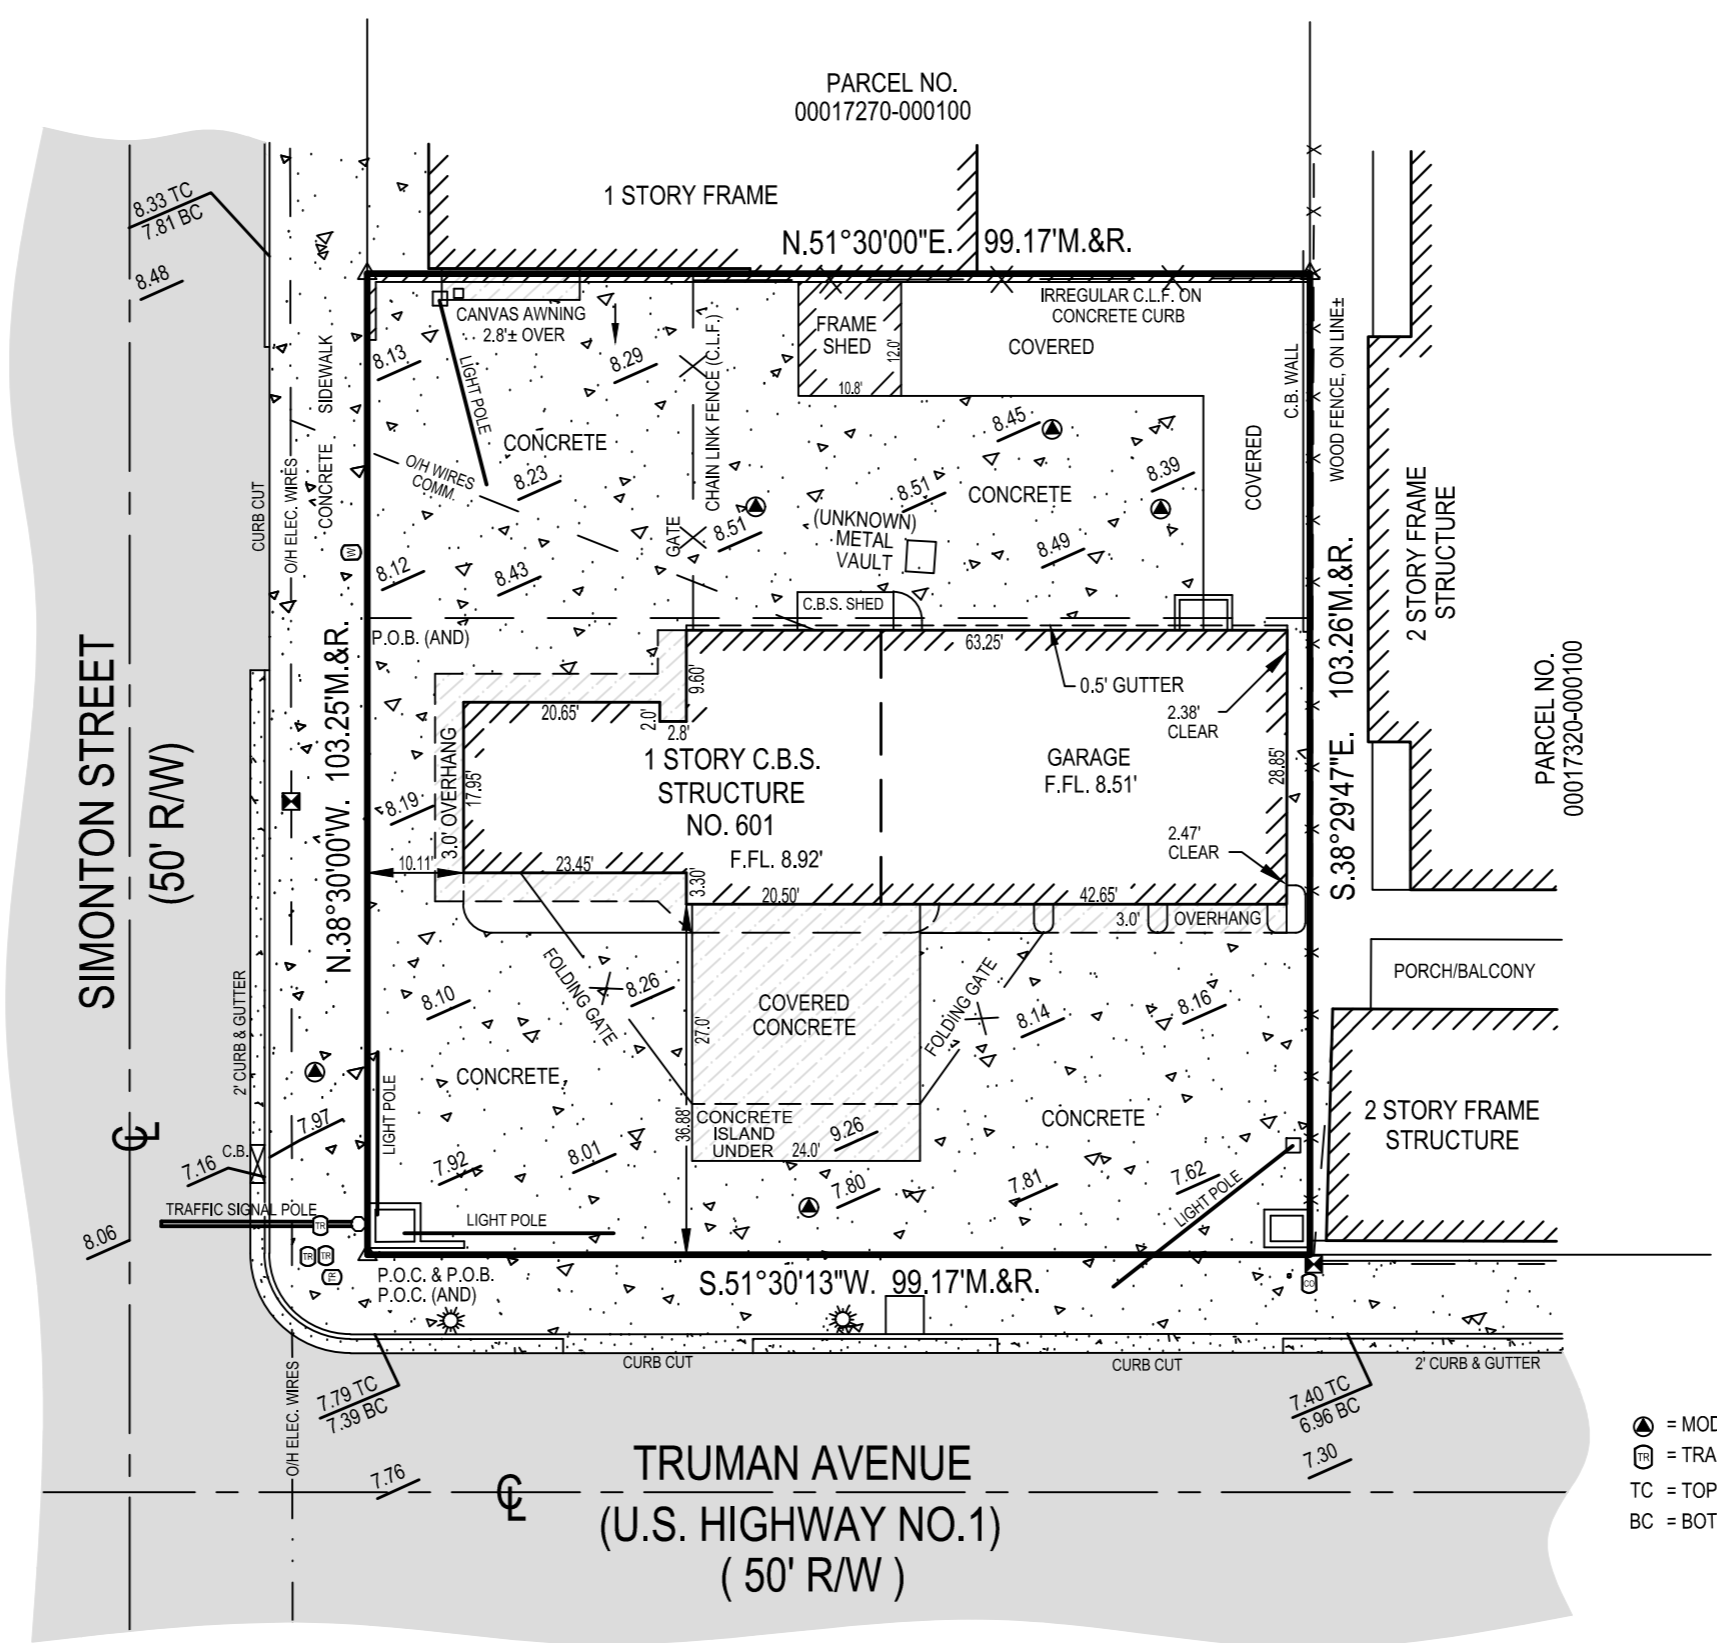 PARCEL NO.
00017270-000100
1 STORY FRAME
N.51°30'00"E. 99.17'M.&R.
8.33 TC
7.81 BC
8.48
CURB CUT
O/H ELEC. WIRES
CONCRETE SIDEWALK
CANVAS AWNING
2.8'± OVER
8.13
LIGHT POLE
8.29
CHAIN LINK FENCE (C.L.F.)
FRAME
SHED
12.0'
10.8'
IRREGULAR C.L.F. ON
CONCRETE CURB
COVERED
C.B. WALL
WOOD FENCE, ON LINE±
COVERED
CONCRETE
O/H WIRES
COMM.
8.23
8.45
8.39
8.51
CONCRETE
(UNKNOWN)
METAL
VAULT
8.51
GATE
8.49
W
8.12
8.43
C.B.S. SHED
P.O.B. (AND)
63.25'
9.60'
0.5' GUTTER
2.38'
CLEAR
20.65'
2.0'
2.8'
3.0' OVERHANG
17.95'
1 STORY C.B.S.
STRUCTURE
NO. 601
F.FL. 8.92'
GARAGE
F.FL. 8.51'
28.85'
2.47'
CLEAR
8.19
10.11'
23.45'
3.30'
20.50'
42.65'
3.0' OVERHANG
N.38°30'00"W. 103.25'M.&R.
S.38°29'47"E. 103.26'M.&R.
2 STORY FRAME
STRUCTURE
PARCEL NO.
00017320-000100
SIMONTON STREET
(50' R/W)
2' CURB & GUTTER
8.10
FOLDING GATE
8.26
27.0'
COVERED
CONCRETE
FOLDING GATE
8.14
8.16
PORCH/BALCONY
CONCRETE
LIGHT POLE
36.88'
CONCRETE
ISLAND
UNDER
24.0'
9.26
CONCRETE
2 STORY FRAME
STRUCTURE
℄
7.97
C.B.
7.16
7.92
8.01
7.80
7.81
7.62
LIGHT POLE
TRAFFIC SIGNAL POLE
TR
LIGHT POLE
8.06
TR
TR
TR
P.O.C. & P.O.B.
P.O.C. (AND)
S.51°30'13"W. 99.17'M.&R.
CO
CURB CUT
CURB CUT
2' CURB & GUTTER
O/H ELEC. WIRES
7.79 TC
7.39 BC
7.40 TC
6.96 BC
7.76
℄
7.30
TRUMAN AVENUE
(U.S. HIGHWAY NO.1)
( 50' R/W )
= MOD
TR = TRA
TC = TOP
BC = BOT